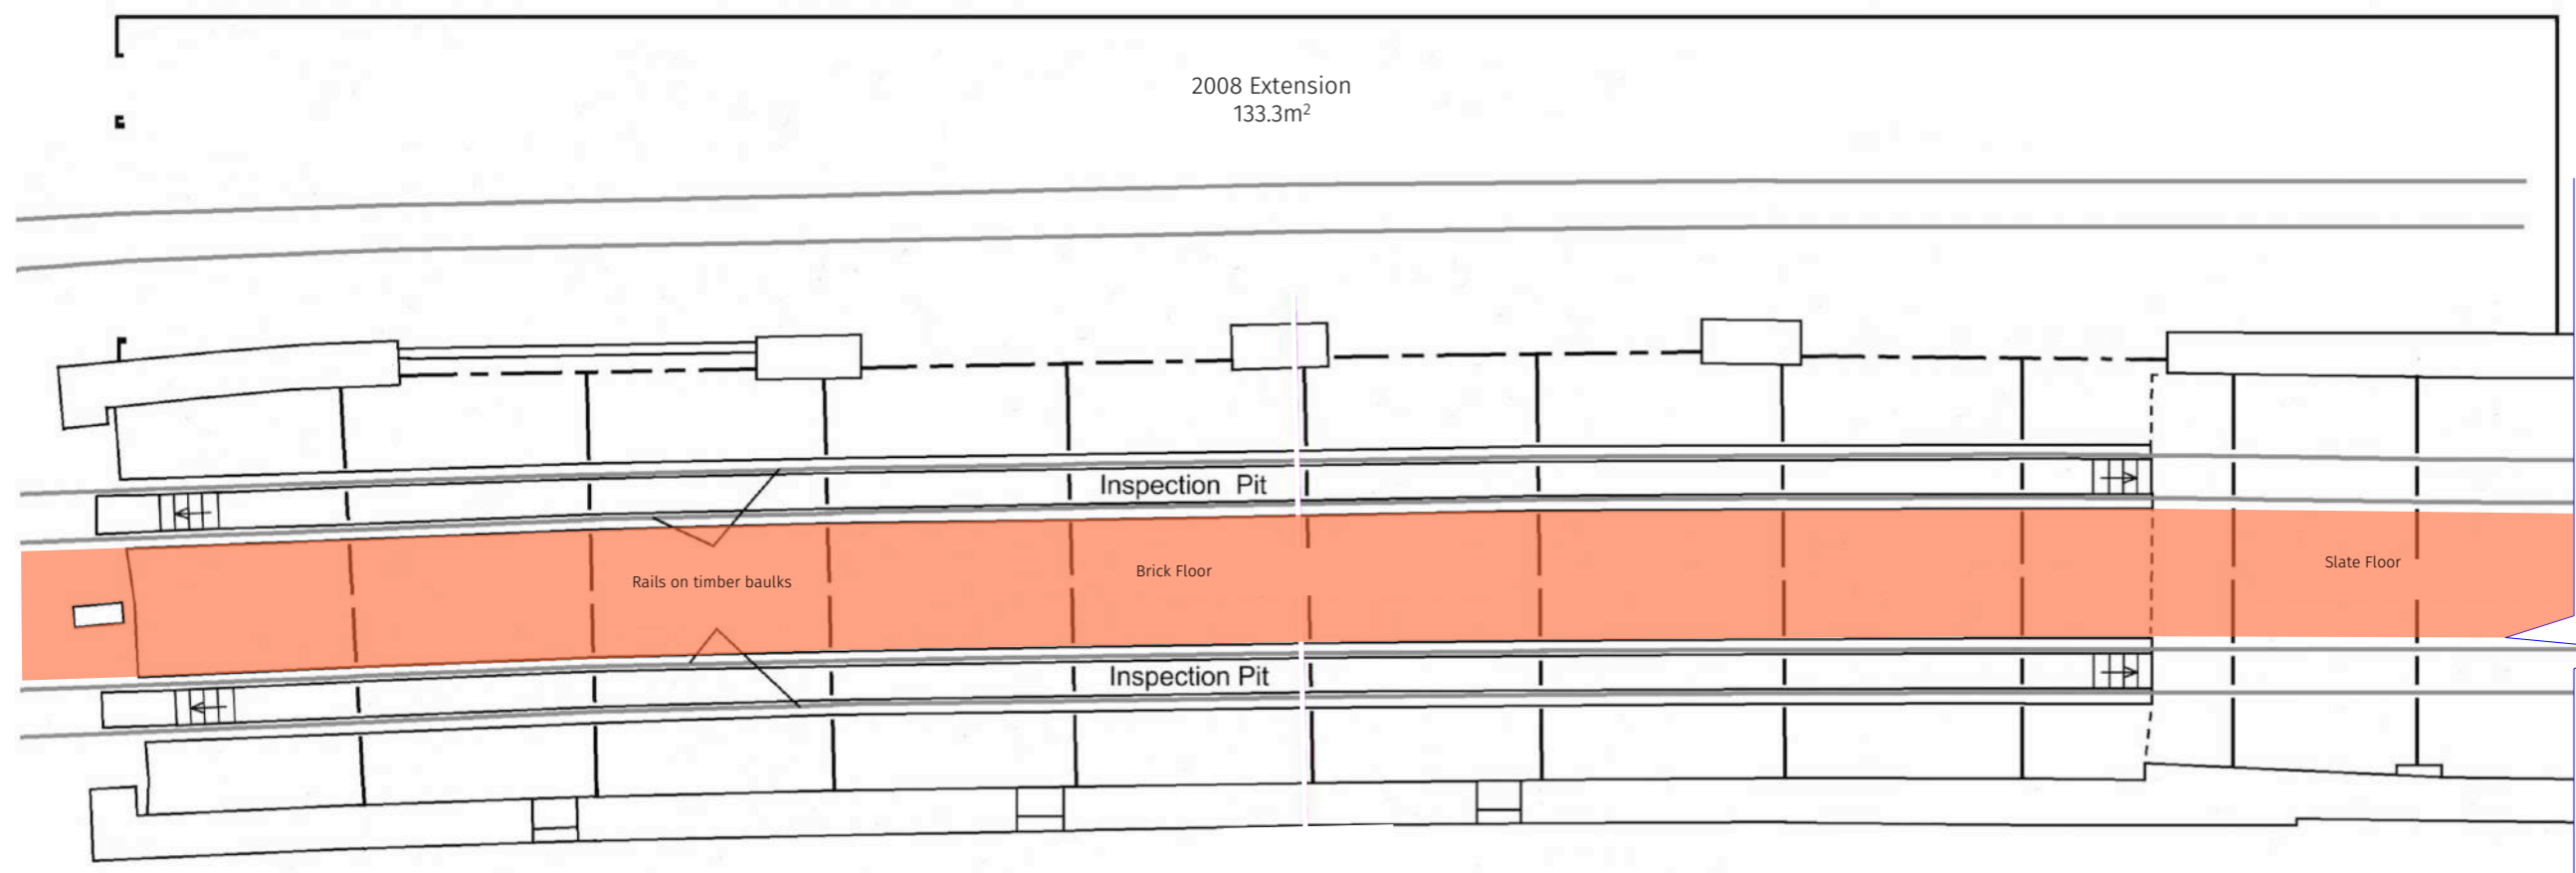 2008 Extension
133.3m²
Inspection Pit
Slate Floor
Brick Floor
Rails on timber baulks
Inspection Pit